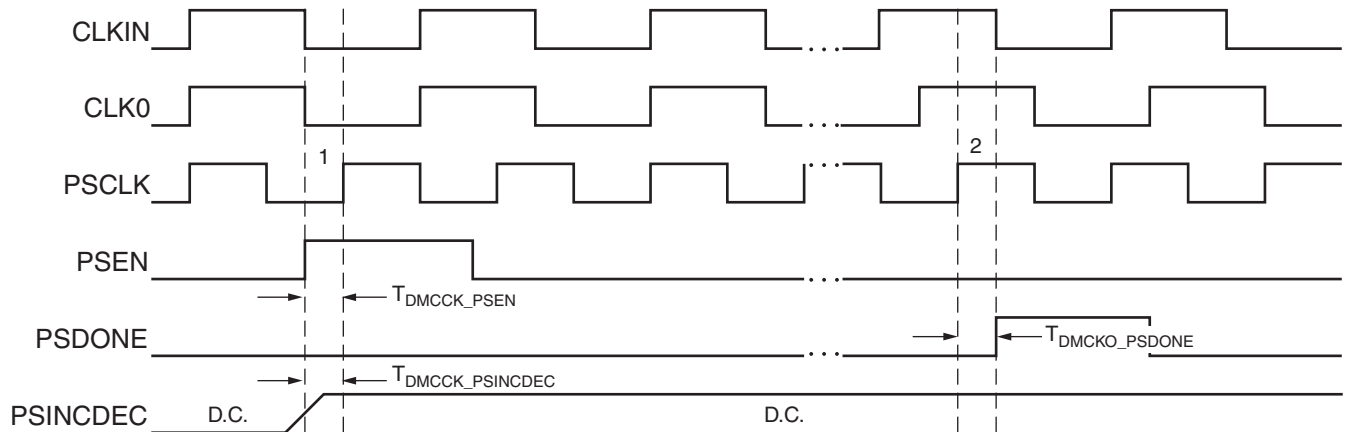 CLKIN
CLK0
1
2
PSCLK
PSEN
T_DMCCK_PSEN
PSDONE
T_DMCKO_PSDONE
T_DMCCK_PSINCDEC
PSINCDEC D.C. D.C.